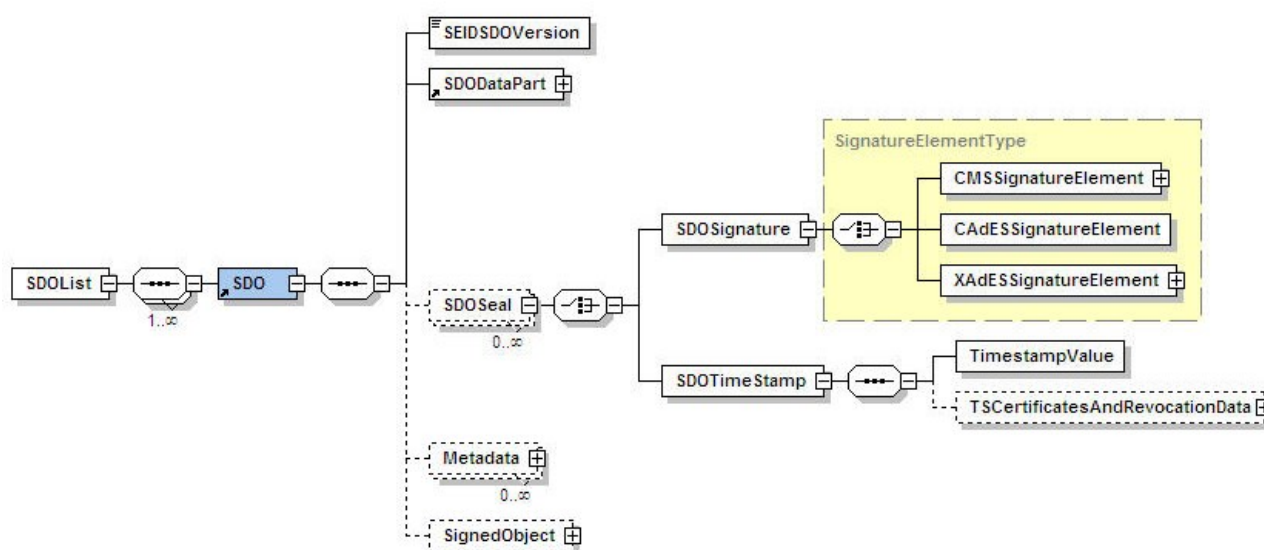 SEIDSDOVersion
SDODataPart
SignatureElementType
CMSSignatureElement
SDOSignature
CAdESSignatureElement
SDOList
SDO
XAdESSignatureElement
SDOSeal
1..∞
0..∞
TimestampValue
SDOTimeStamp
TSCertificatesAndRevocationData
Metadata
0..∞
SignedObject